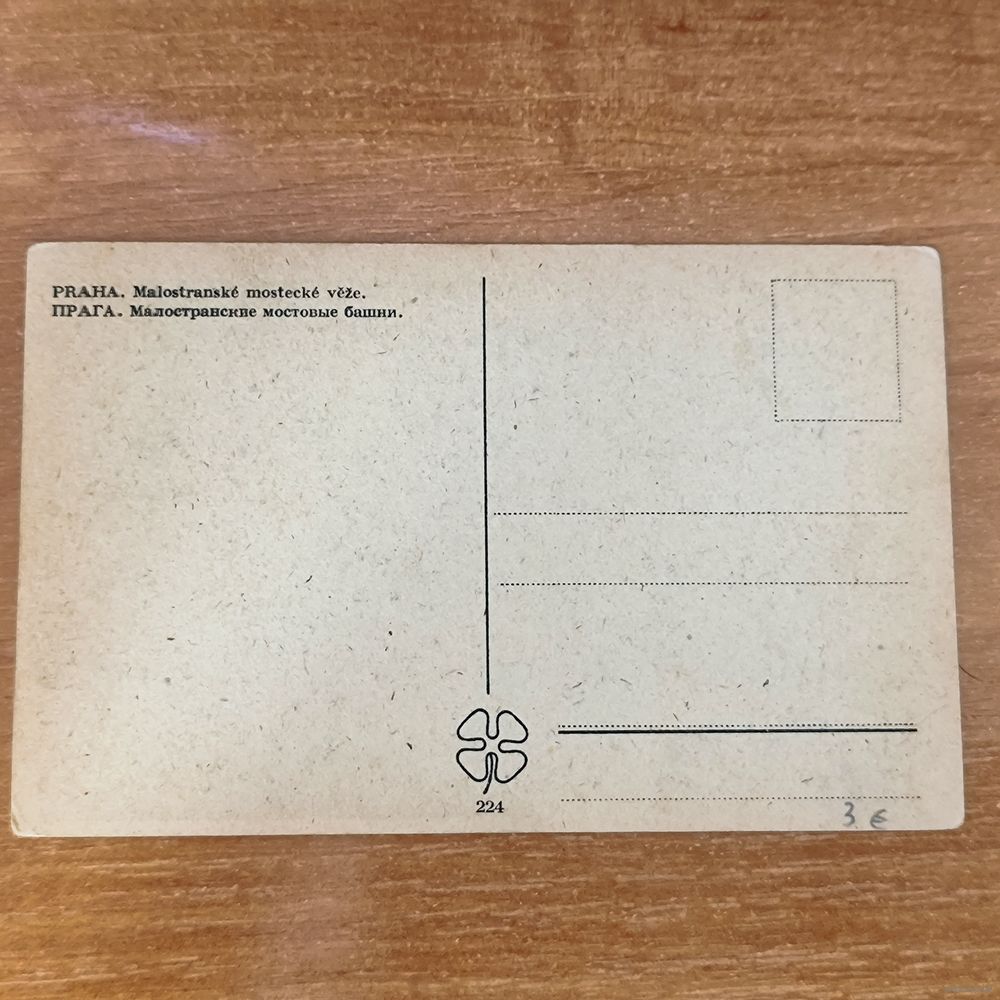 PRAHA. Malostranské mostecké věže.
ПРАГА. Малостранские мостовые башни.
224
3 €